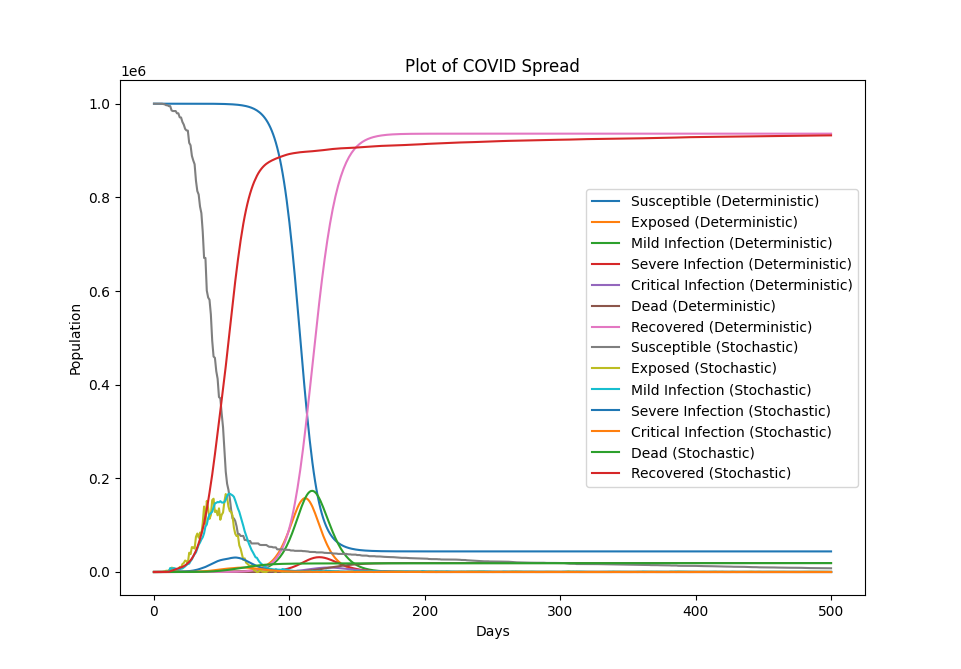 Plot of COVID Spread
1e6
1.0
0.8
0.6
0.4
0.2
0.0
Population
0
100
200
300
400
500
Days
Susceptible (Deterministic)
Exposed (Deterministic)
Mild Infection (Deterministic)
Severe Infection (Deterministic)
Critical Infection (Deterministic)
Dead (Deterministic)
Recovered (Deterministic)
Susceptible (Stochastic)
Exposed (Stochastic)
Mild Infection (Stochastic)
Severe Infection (Stochastic)
Critical Infection (Stochastic)
Dead (Stochastic)
Recovered (Stochastic)